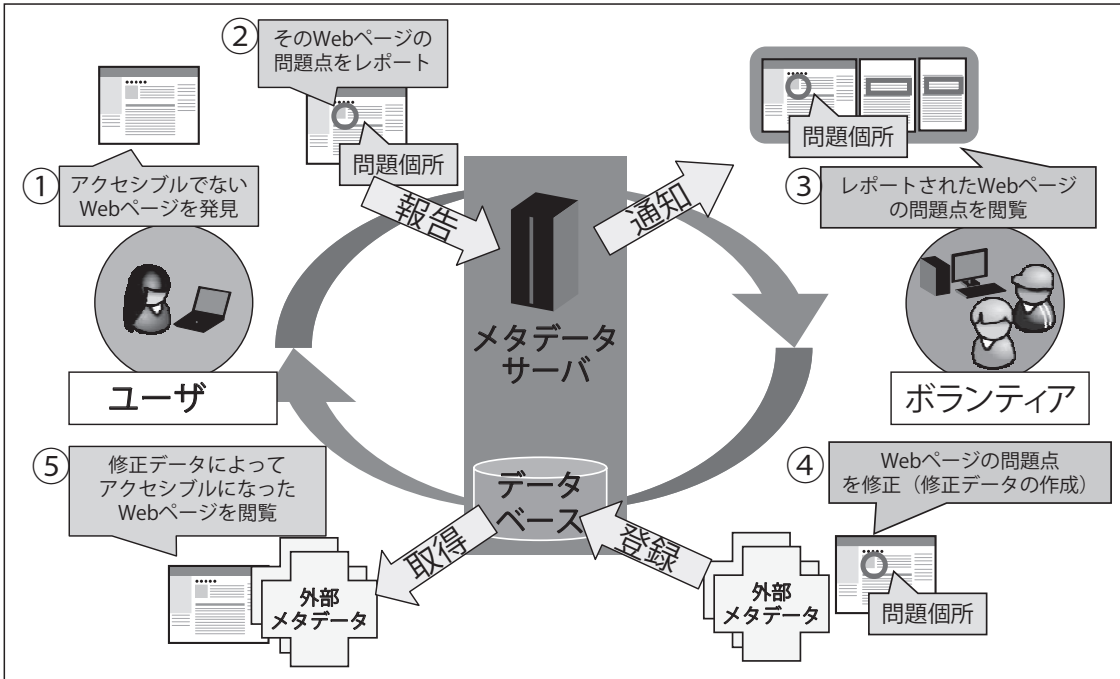 ①
アクセシブルでない
Webページを発見
②
そのWebページの
問題点をレポート
問題個所
報告
メタデータ
サーバ
通知
問題個所
③
レポートされたWebページ
の問題点を閲覧
ユーザ
ボランティア
④
Webページの問題点
を修正（修正データの作成）
問題個所
外部
メタデータ
登録
データ
ベース
取得
⑤
修正データによって
アクセシブルになった
Webページを閲覧
外部
メタデータ